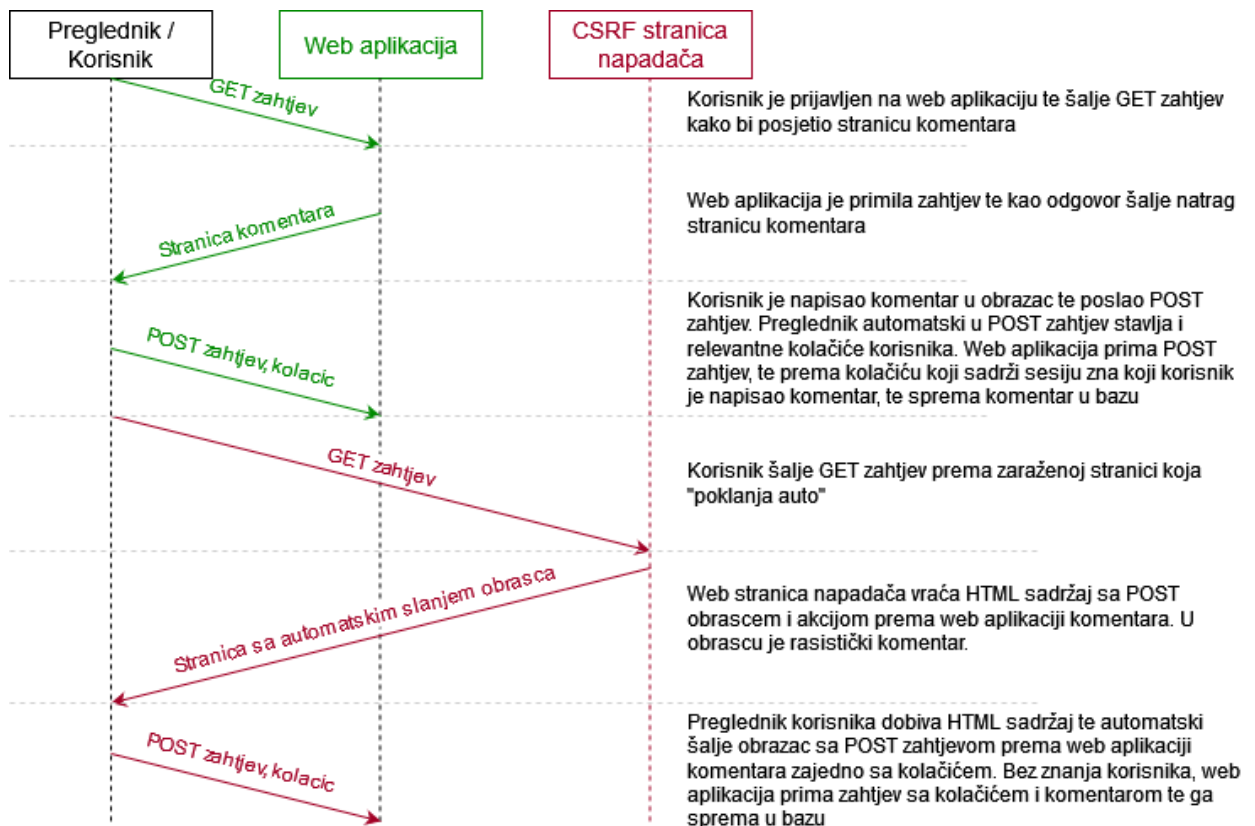 Preglednik /
Korisnik
Web aplikacija
CSRF stranica
napadača
GET zahtjev
Korisnik je prijavljen na web aplikaciju te šalje GET zahtjev
kako bi posjetio stranicu komentara
Stranica komentara
Web aplikacija je primila zahtjev te kao odgovor šalje natrag
stranicu komentara
POST zahtjev, kolacic
Korisnik je napisao komentar u obrazac te poslao POST
zahtjev. Preglednik automatski u POST zahtjev stavlja i
relevantne kolačiće korisnika. Web aplikacija prima POST
zahtjev, te prema kolačiću koji sadrži sesiju zna koji korisnik
je napisao komentar, te sprema komentar u bazu
GET zahtjev
Korisnik šalje GET zahtjev prema zaraženoj stranici koja
"poklanja auto"
Stranica sa automatskim slanjem obrasca
Web stranica napadača vraća HTML sadržaj sa POST
obrascem i akcijom prema web aplikaciji komentara. U
obrascu je rasistički komentar.
POST zahtjev, kolacic
Preglednik korisnika dobiva HTML sadržaj te automatski
šalje obrazac sa POST zahtjevom prema web aplikaciji
komentara zajedno sa kolačićem. Bez znanja korisnika, web
aplikacija prima zahtjev sa kolačićem i komentarom te ga
sprema u bazu